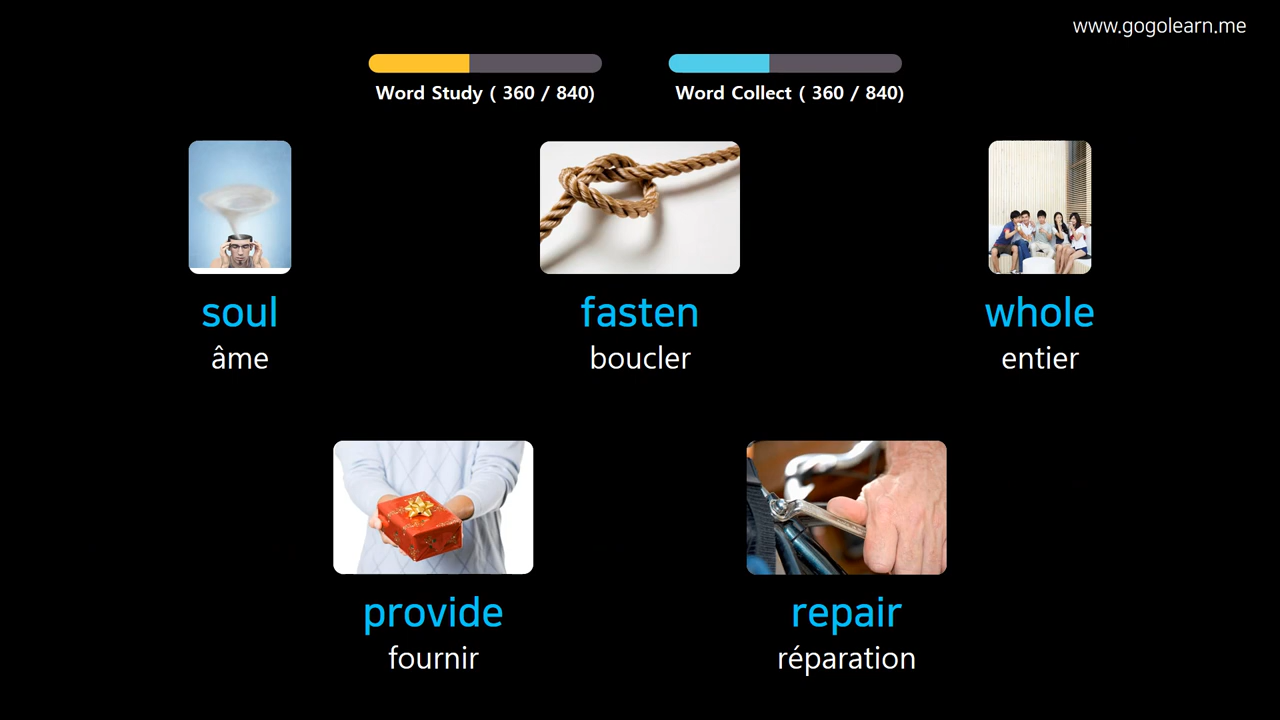 www.gogolearn.me
Word Study ( 360 / 840)
Word Collect ( 360 / 840)
soul
âme
fasten
boucler
whole
entier
provide
fournir
repair
réparation